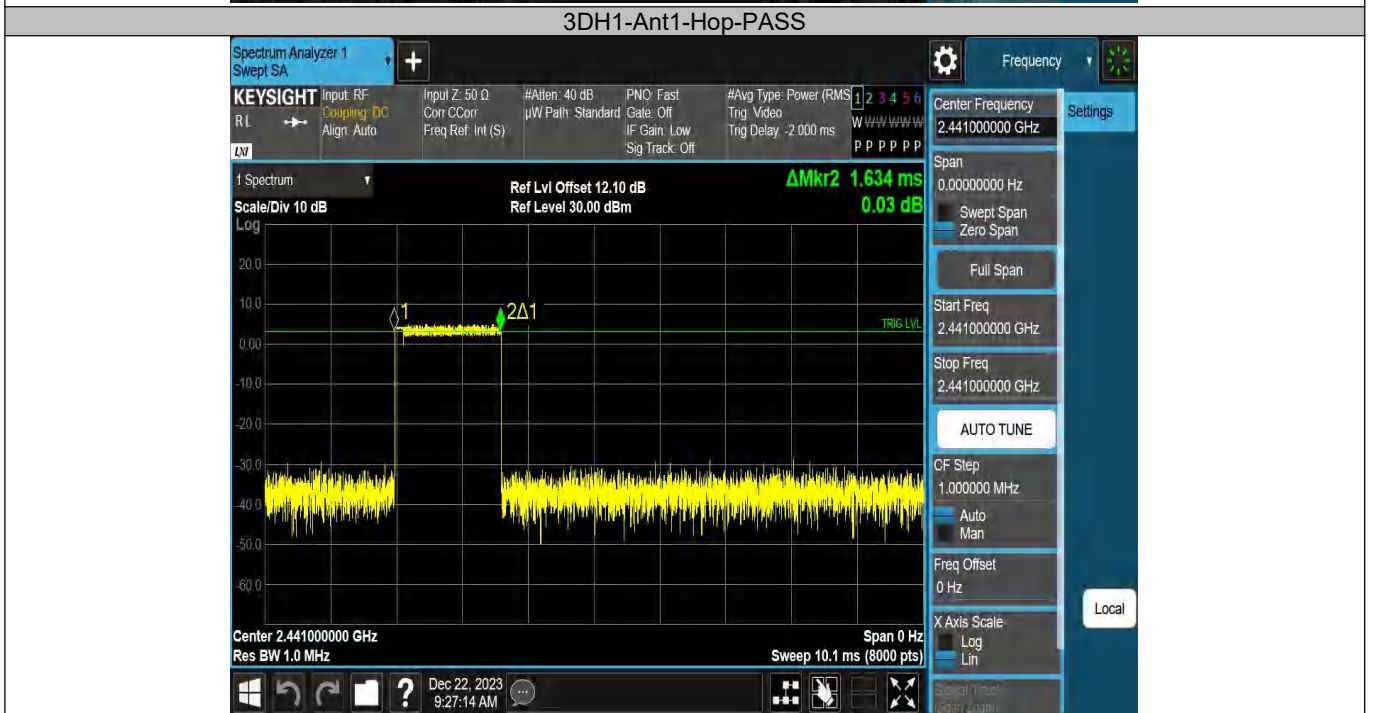 3DH1-Ant1-Hop-PASS
Spectrum Analyzer 1
Swept SA
Frequency
KEYSIGHT
RL
LXI
Input: RF
Coupling: DC
Align: Auto
Input Z: 50 Ω
Corr CCorr
Freq Ref: Int (S)
#Atten: 40 dB
µW Path: Standard
PNO: Fast
Gate: Off
IF Gain: Low
Sig Track: Off
#Avg Type: Power (RMS
Trig: Video
Trig Delay: -2.000 ms
1 2 3 4 5 6
W W W W W W
P P P P P P
1 Spectrum
Scale/Div 10 dB
Log
Ref Lvl Offset 12.10 dB
Ref Level 30.00 dBm
ΔMkr2 1.634 ms
0.03 dB
20.0
10.0
0.00
-10.0
-20.0
-30.0
-40.0
-50.0
-60.0
1
2Δ1
TRIG LVL
Center 2.441000000 GHz
Res BW 1.0 MHz
Span 0 Hz
Sweep 10.1 ms (8000 pts)
Dec 22, 2023
9:27:14 AM
Center Frequency
2.441000000 GHz
Settings
Span
0.00000000 Hz
Swept Span
Zero Span
Full Span
Start Freq
2.441000000 GHz
Stop Freq
2.441000000 GHz
AUTO TUNE
CF Step
1.000000 MHz
Auto
Man
Freq Offset
0 Hz
X Axis Scale
Log
Lin
Local
Signal Track
(Span Zoom)